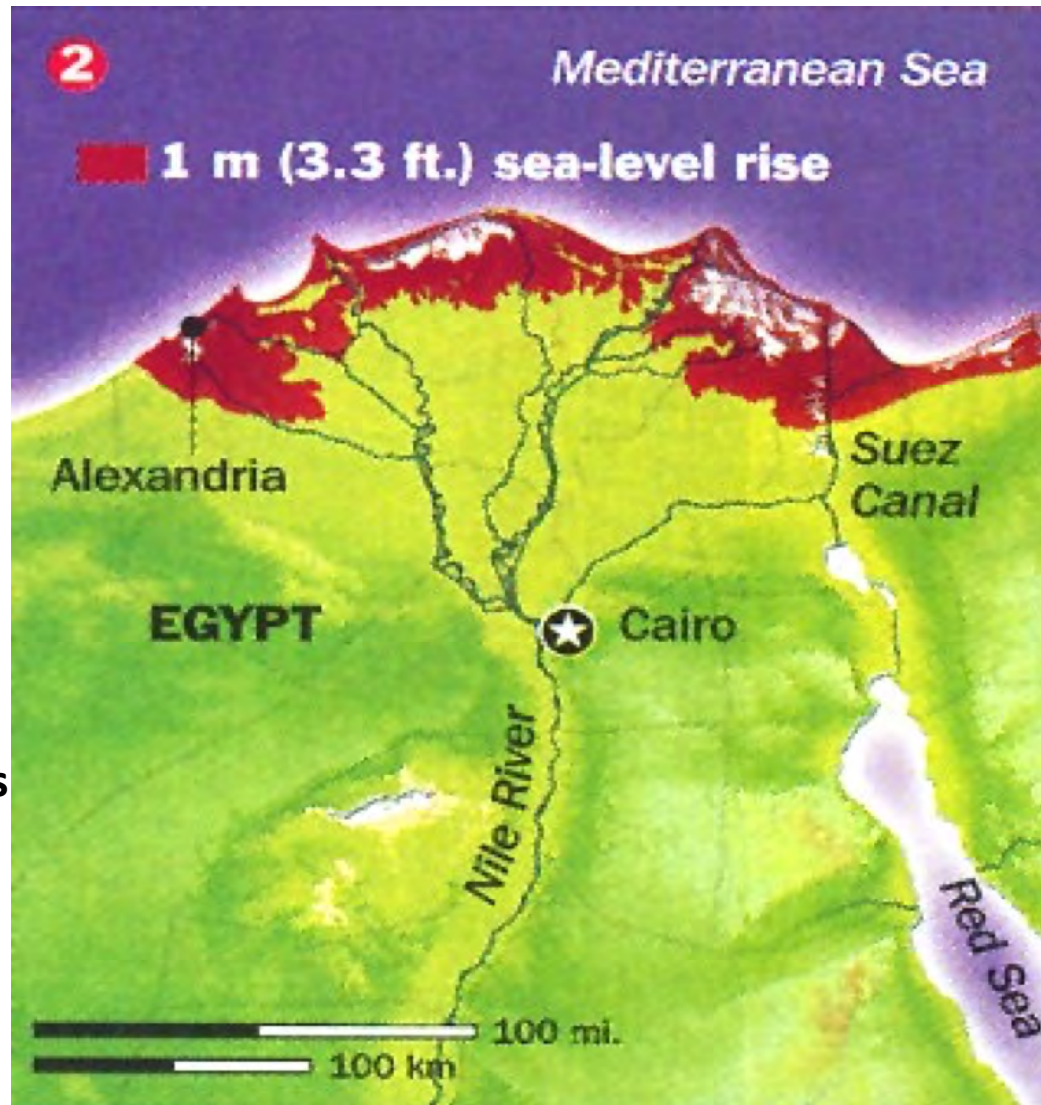 2
Mediterranean Sea
1 m (3.3 ft.) sea-level rise
Alexandria
Suez
Canal
EGYPT
Cairo
s
Nile River
Red Sea
100 mi.
100 km